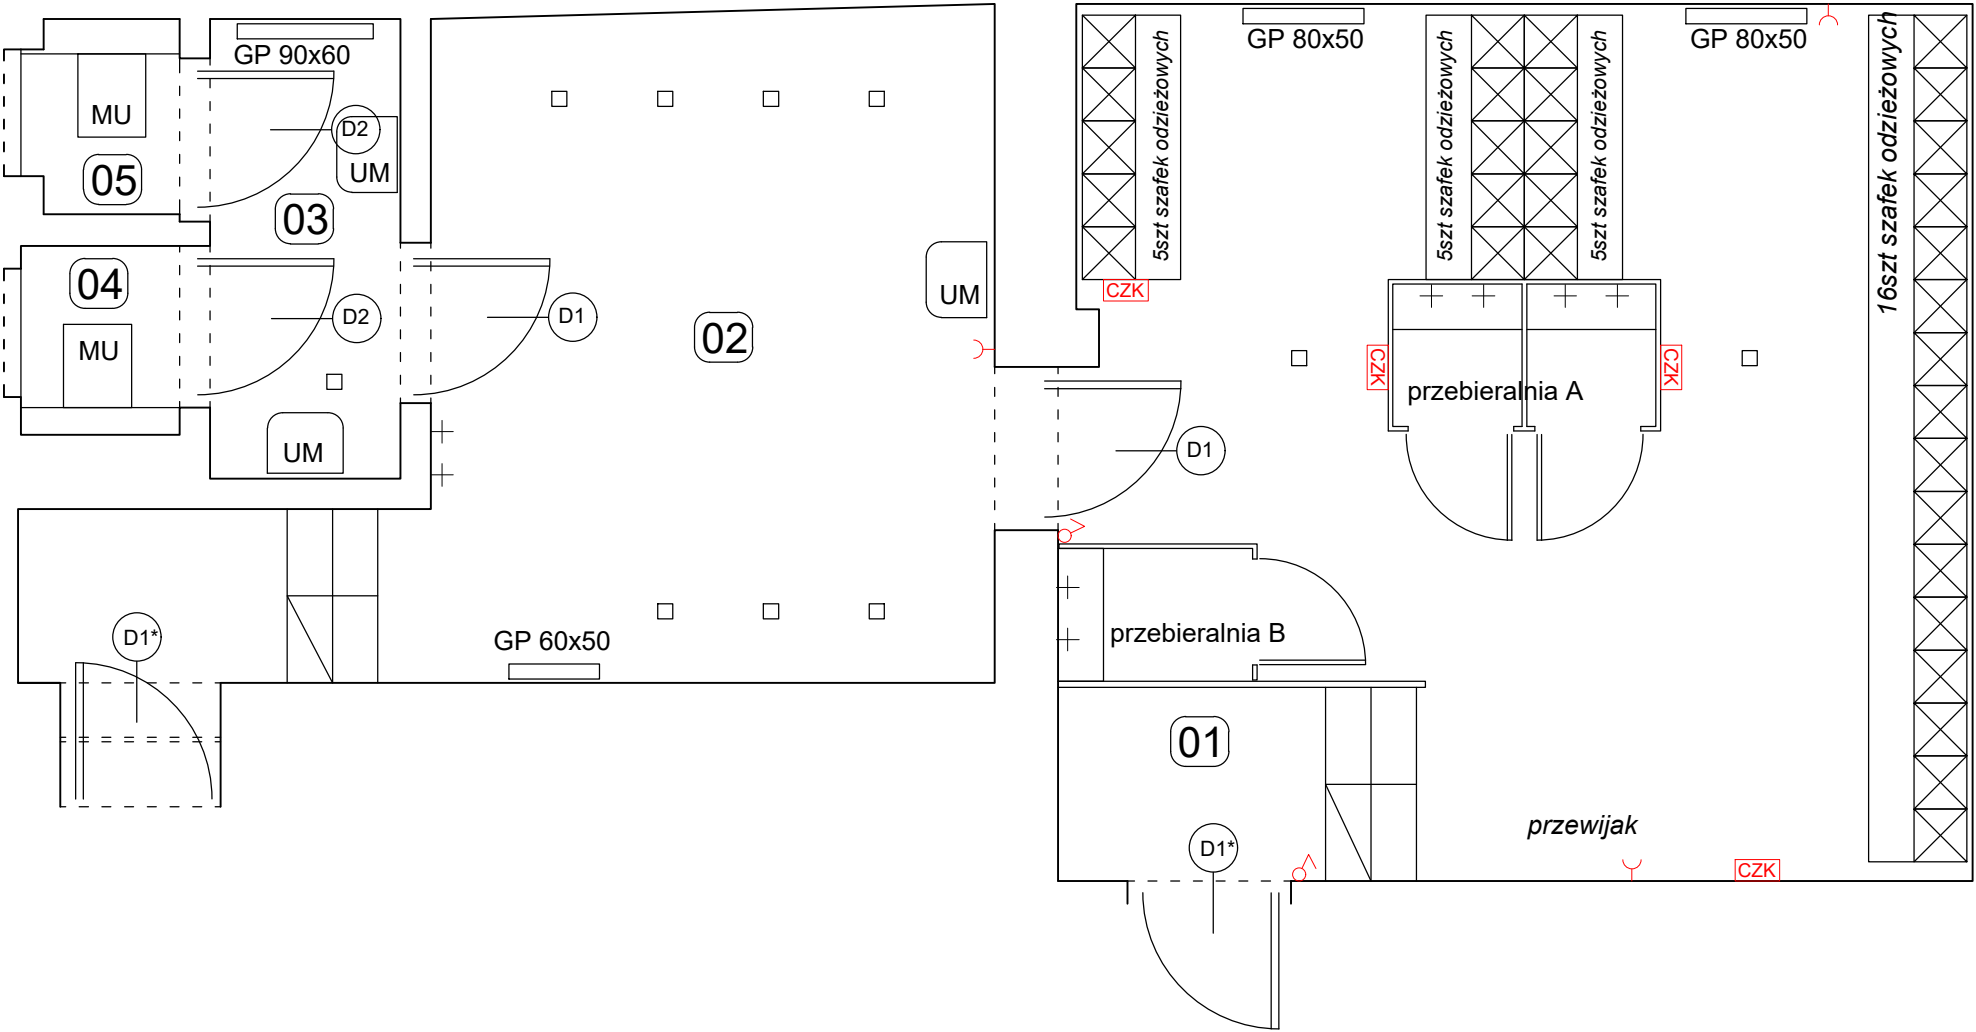 GP 90x60
MU
D2
UM
05
03
04
MU
D2
UM
D1
02
UM
D1
D1*
GP 60x50
GP 80x50
GP 80x50
5szt szafek odzieżowych
5szt szafek odzieżowych
5szt szafek odzieżowych
16szt szafek odzieżowych
CZK
CZK
CZK
przebieralnia A
przebieralnia B
01
D1*
przewijak
CZK